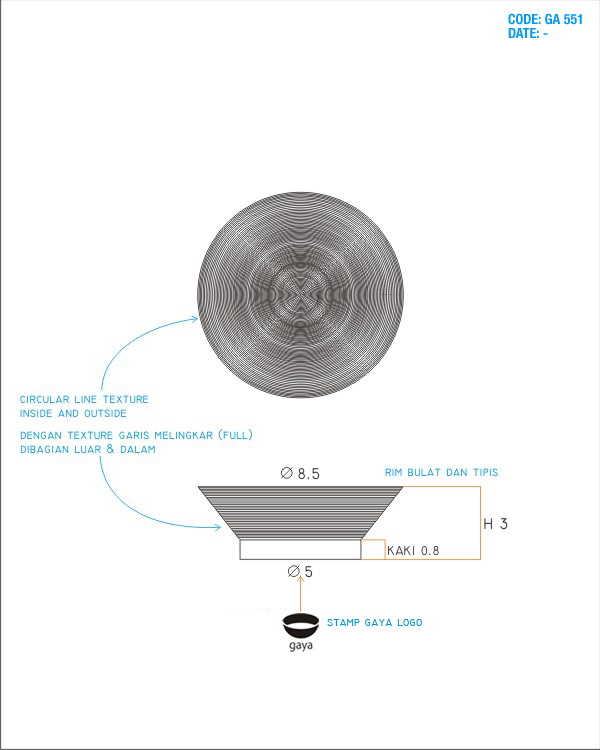 CODE: GA 551
DATE: -
CIRCULAR LINE TEXTURE
INSIDE AND OUTSIDE
DENGAN TEXTURE GARIS MELINGKAR (FULL)
DIBAGIAN LUAR & DALAM
Ø 8.5
RIM BULAT DAN TIPIS
H 3
KAKI 0.8
Ø 5
STAMP GAYA LOGO
gaya